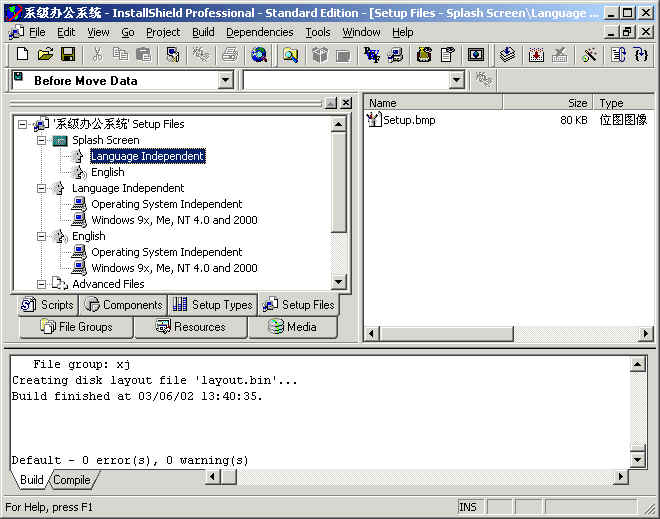 系级办公系统 - InstallShield Professional - Standard Edition - [Setup Files - Splash Screen\Language ...
File Edit View Go Project Build Dependencies Tools Window Help
Before Move Data
Name Size Type
'系级办公系统' Setup Files
Setup.bmp 80 KB 位图图像
Splash Screen
Language Independent
English
Language Independent
Operating System Independent
Windows 9x, Me, NT 4.0 and 2000
English
Operating System Independent
Windows 9x, Me, NT 4.0 and 2000
Advanced Files
Scripts Components Setup Types Setup Files
File Groups Resources Media
File group: xj
Creating disk layout file 'layout.bin'...
Build finished at 03/06/02 13:40:35.
Default - 0 error(s), 0 warning(s)
Build Compile
For Help, press F1 INS